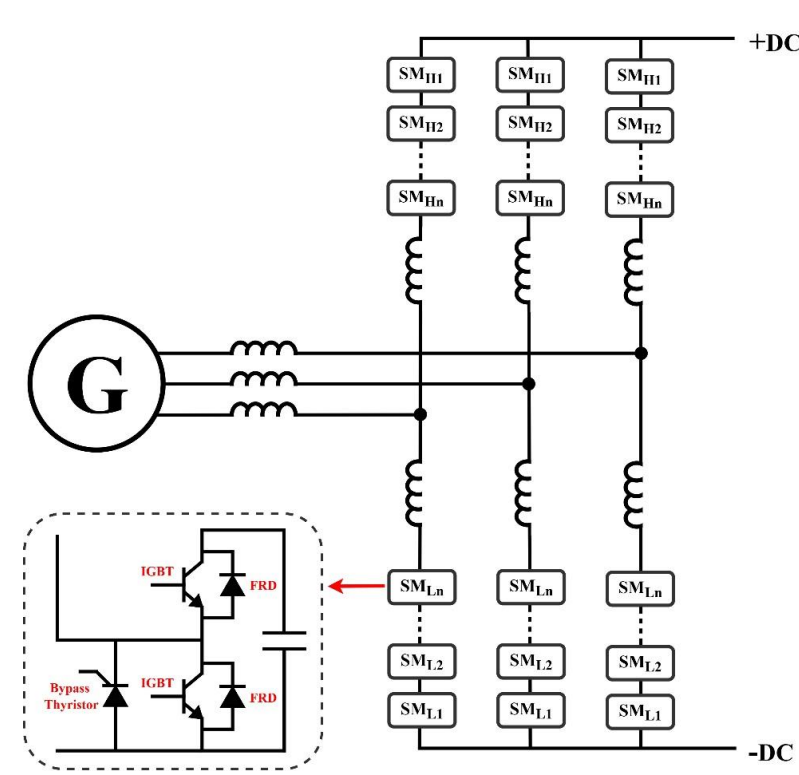 +DC
SMH1 SMH1 SMH1
SMH2 SMH2 SMH2
SMHn SMHn SMHn
G
IGBT
FRD
SMLn SMLn SMLn
SML2 SML2 SML2
IGBT
FRD
Bypass
Thyristor
SML1 SML1 SML1
-DC